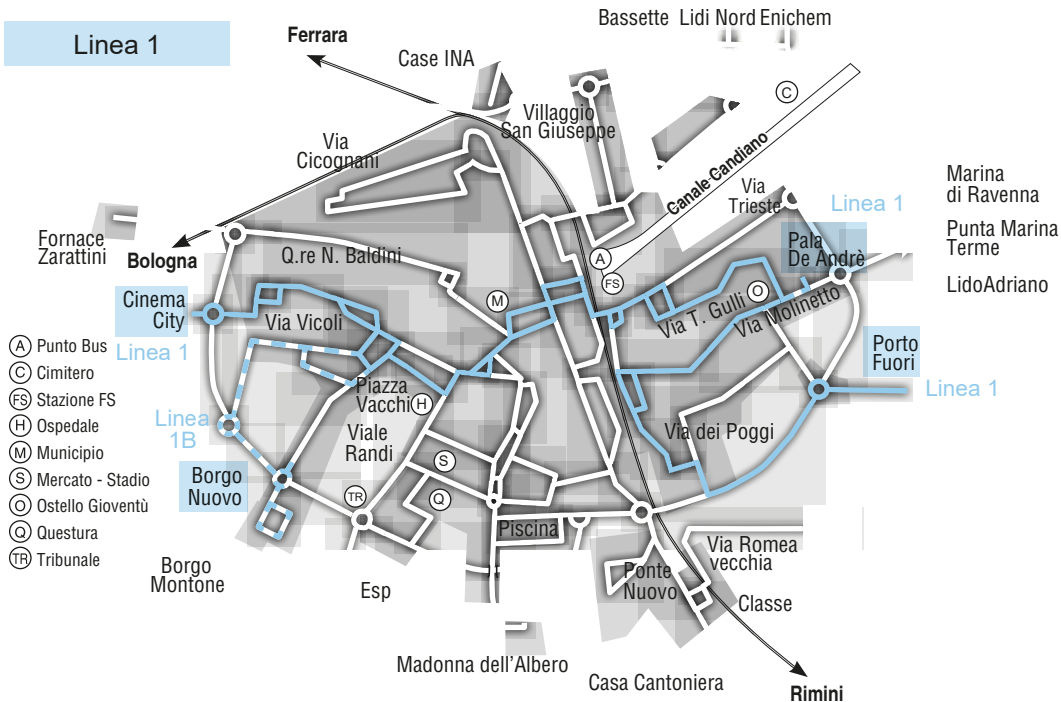 Linea 1
Bassette Lidi Nord Enichem
Ferrara
Case INA
C
Villaggio
San Giuseppe
Via
Cicognani
Canale Candiano
Via
Trieste
Marina
di Ravenna
Linea 1
Punta Marina
Terme
LidoAdriano
Fornace
Zarattini
Bologna
Q.re N. Baldini
Pala
De Andrè
A
FS
M
O
Cinema
City
Via Vicoli
Via T. Gulli
Via Molinetto
Linea 1
Porto
Fuori
Linea 1
A Punto Bus
C Cimitero
FS Stazione FS
H Ospedale
M Municipio
S Mercato - Stadio
O Ostello Gioventù
Q Questura
TR Tribunale
Piazza
Vacchi
H
Linea
1B
Viale
Randi
Via dei Poggi
S
Borgo
Nuovo
Q
TR
Piscina
Via Romea
vecchia
Borgo
Montone
Esp
Ponte
Nuovo
Classe
Madonna dell'Albero
Casa Cantoniera
Rimini